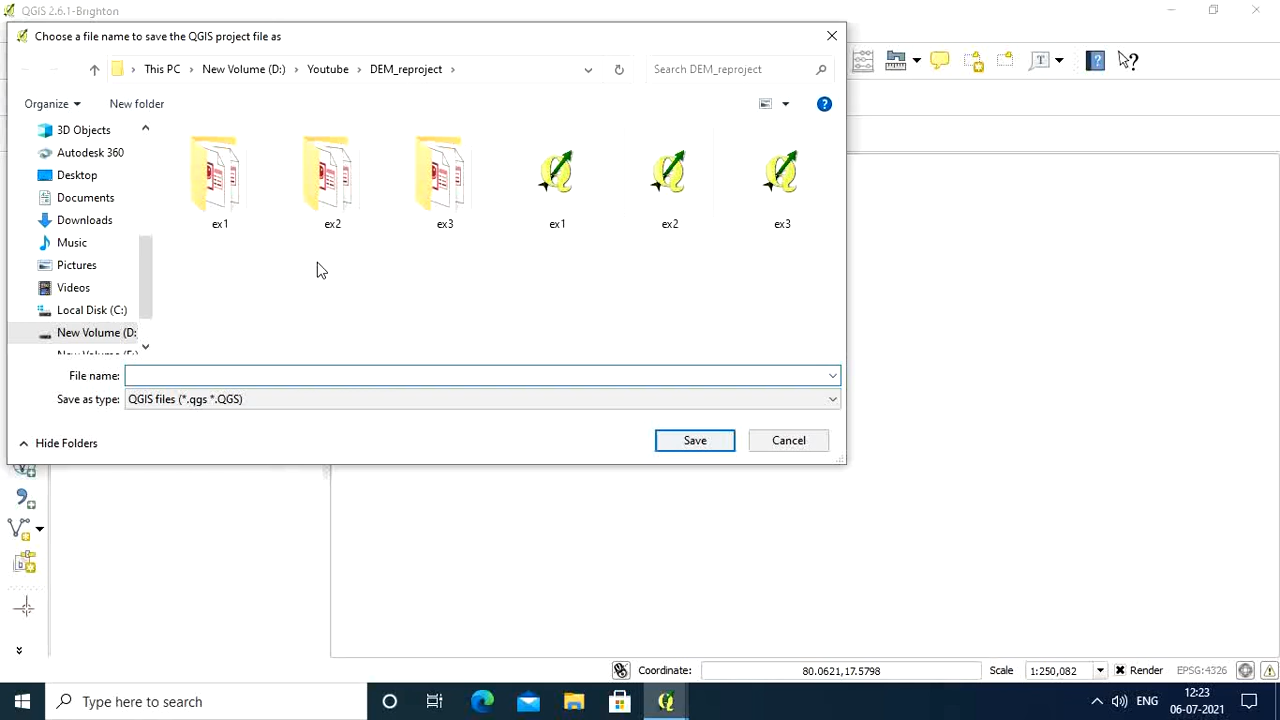 QGIS 2.6.1-Brighton
Choose a file name to save the QGIS project file as
This PC New Volume (D:) Youtube DEM_reproject
Search DEM_reproject
Organize New folder
3D Objects
Autodesk 360
Desktop
Documents
Downloads
Music
Pictures
Videos
Local Disk (C:)
New Volume (D:
ex1 ex2 ex3 ex1 ex2 ex3
File name:
Save as type: QGIS files (*.qgs *.QGS)
Hide Folders
Save Cancel
Coordinate: 80.0621,17.5798 Scale 1:250,082 Render EPSG:4326
Type here to search
ENG
12:23
06-07-2021